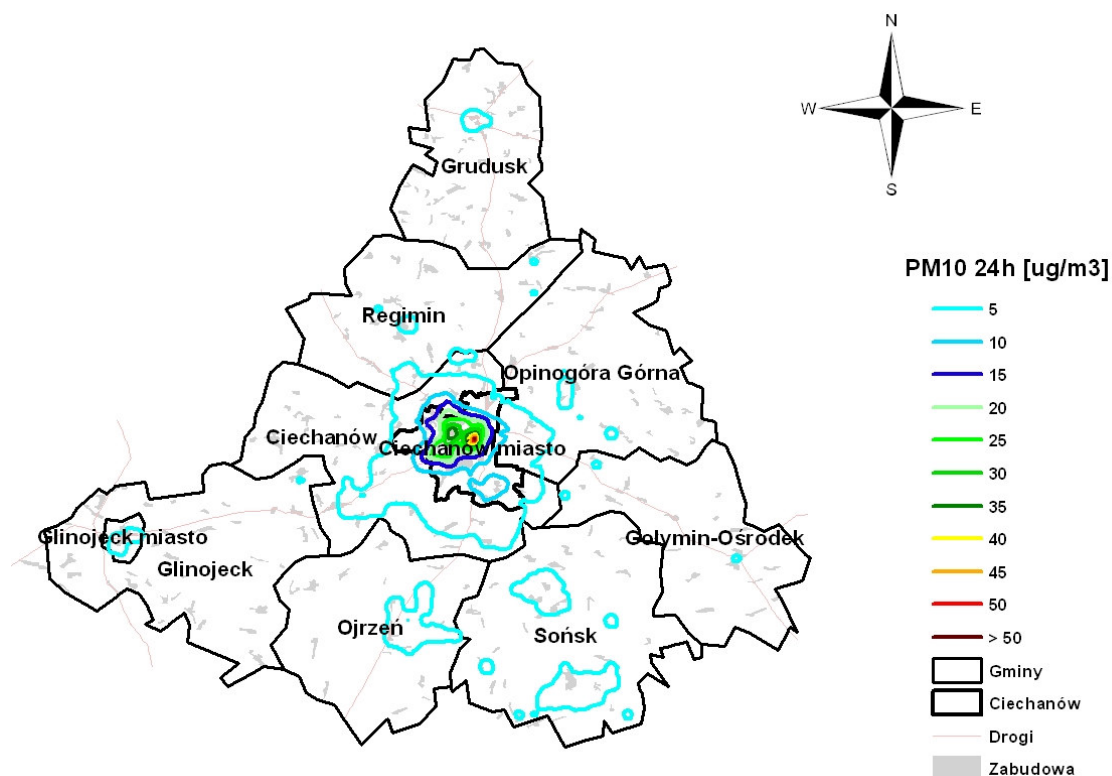 N
W
E
S
Grudusk
Regimin
Opinogóra Górna
Ciechanów
Ciechanów miasto
Glinojeck miasto
Glinojeck
Gołymin-Ośrodek
Ojrzeń
Sońsk
PM10 24h [ug/m3]
5
10
15
20
25
30
35
40
45
50
> 50
Gminy
Ciechanów
Drogi
Zabudowa